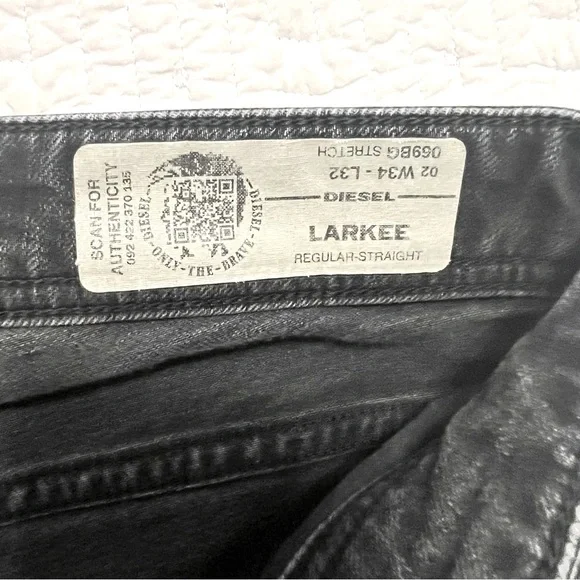 SCAN FOR
AUTHENTICITY
092 422 370 135
DIESEL-ONLY-THE-BRAVE-DIESEL
02 W34 - L32
069BG STRETCH
DIESEL
LARKEE
REGULAR-STRAIGHT